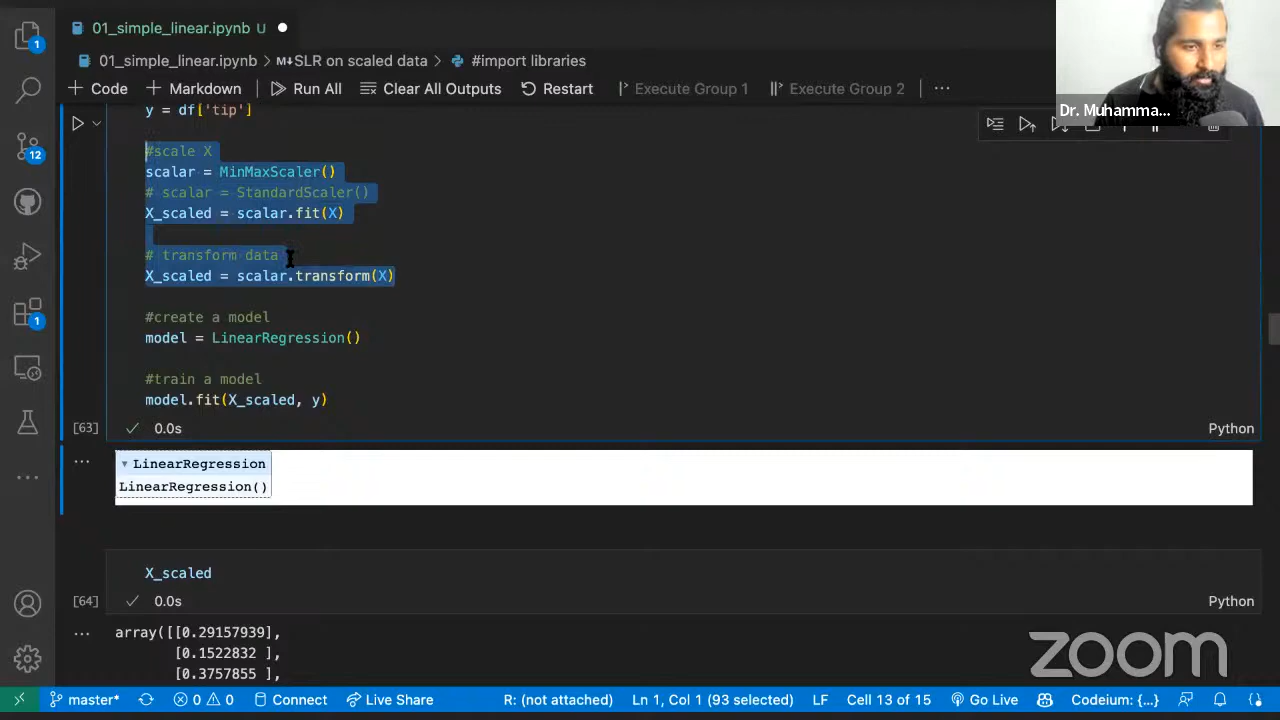 01_simple_linear.ipynb U
01_simple_linear.ipynb > M↓SLR on scaled data > #import libraries
+ Code + Markdown Run All Clear All Outputs Restart Execute Group 1 Execute Group 2 ...
Dr. Muhamma...
y = df['tip']
#scale X
scalar = MinMaxScaler()
# scalar = StandardScaler()
X_scaled = scalar.fit(X)
# transform data
X_scaled = scalar.transform(X)
#create a model
model = LinearRegression()
#train a model
model.fit(X_scaled, y)
[63] 0.0s Python
... LinearRegression
LinearRegression()
X_scaled
[64] 0.0s Python
... array([[0.29157939],
[0.1522832 ],
[0.3757855 ],
zoom
1
12
1
master* 0 0 Connect Live Share R: (not attached) Ln 1, Col 1 (93 selected) LF Cell 13 of 15 Go Live Codeium: {...}